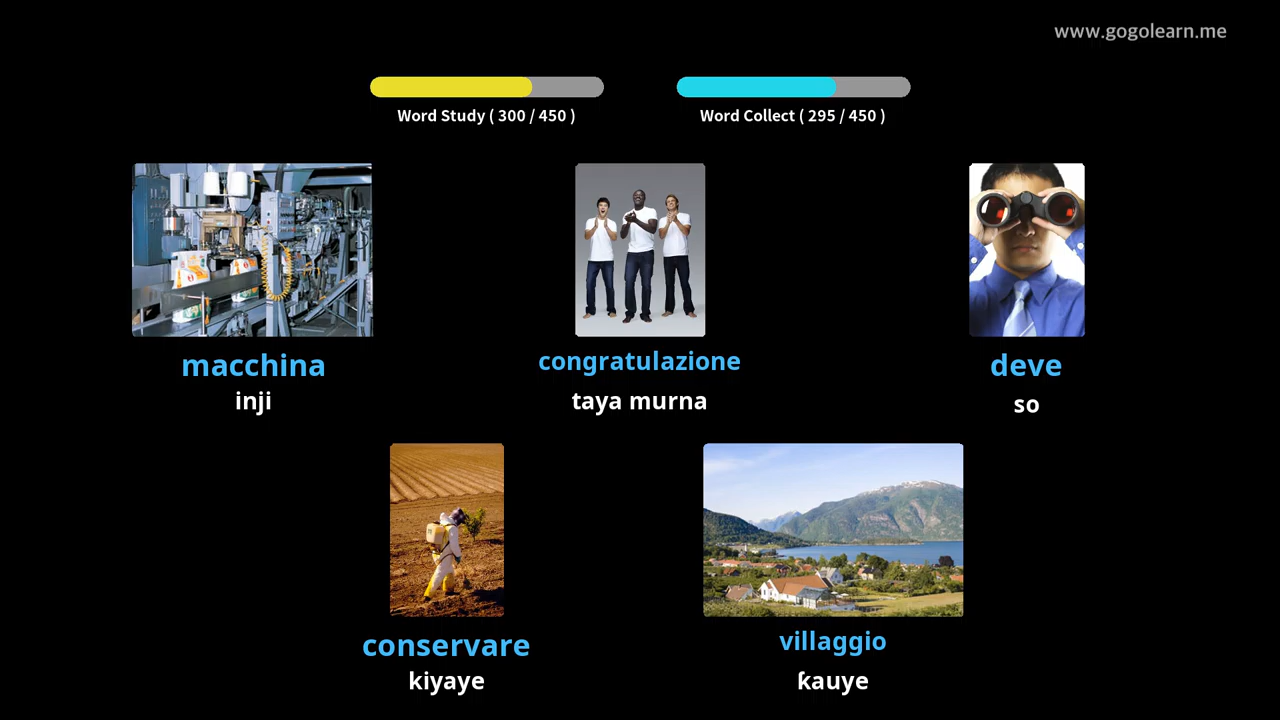 www.gogolearn.me
Word Study ( 300 / 450 )
Word Collect ( 295 / 450 )
macchina
inji
congratulazione
taya murna
deve
so
conservare
kiyaye
villaggio
ƙauye